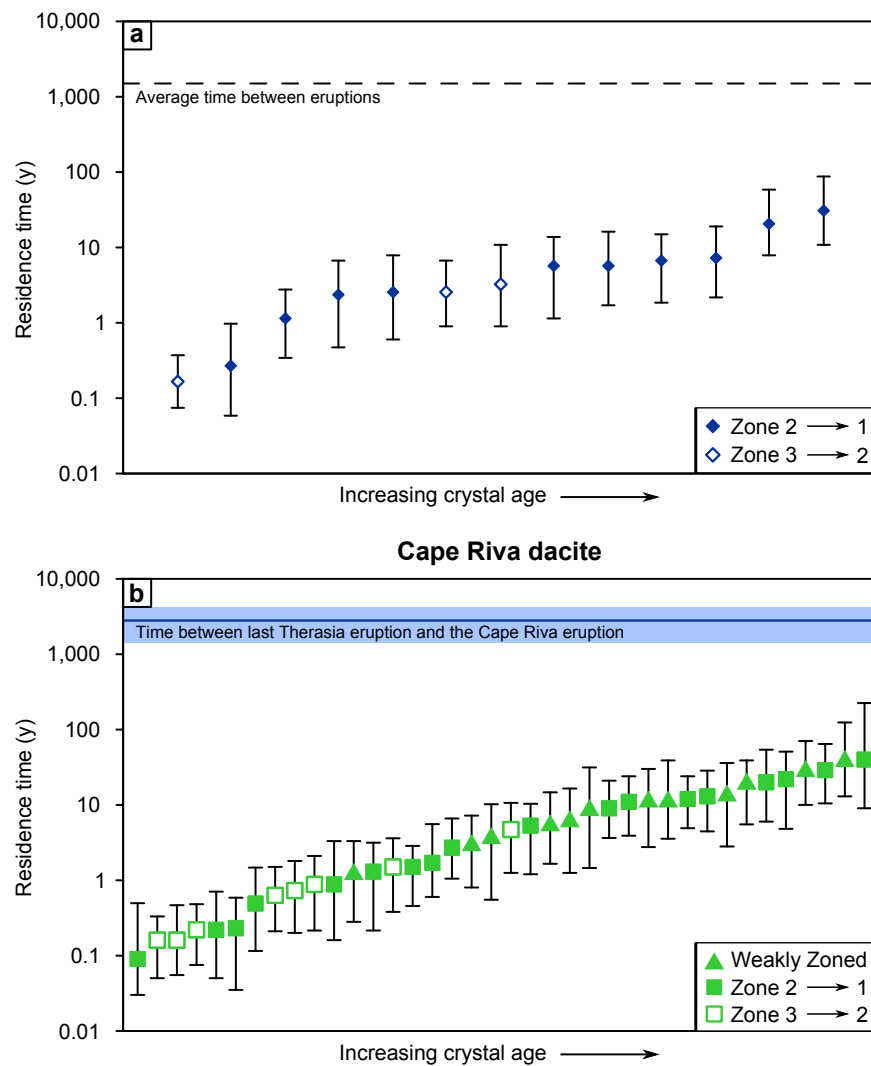 10,000
a
1,000
Average time between eruptions
100
10
1
0.1
0.01
Residence time (y)
Zone 2 → 1
Zone 3 → 2
Increasing crystal age →
Cape Riva dacite
10,000
b
Time between last Therasia eruption and the Cape Riva eruption
1,000
100
10
1
0.1
0.01
Residence time (y)
Weakly Zoned
Zone 2 → 1
Zone 3 → 2
Increasing crystal age →